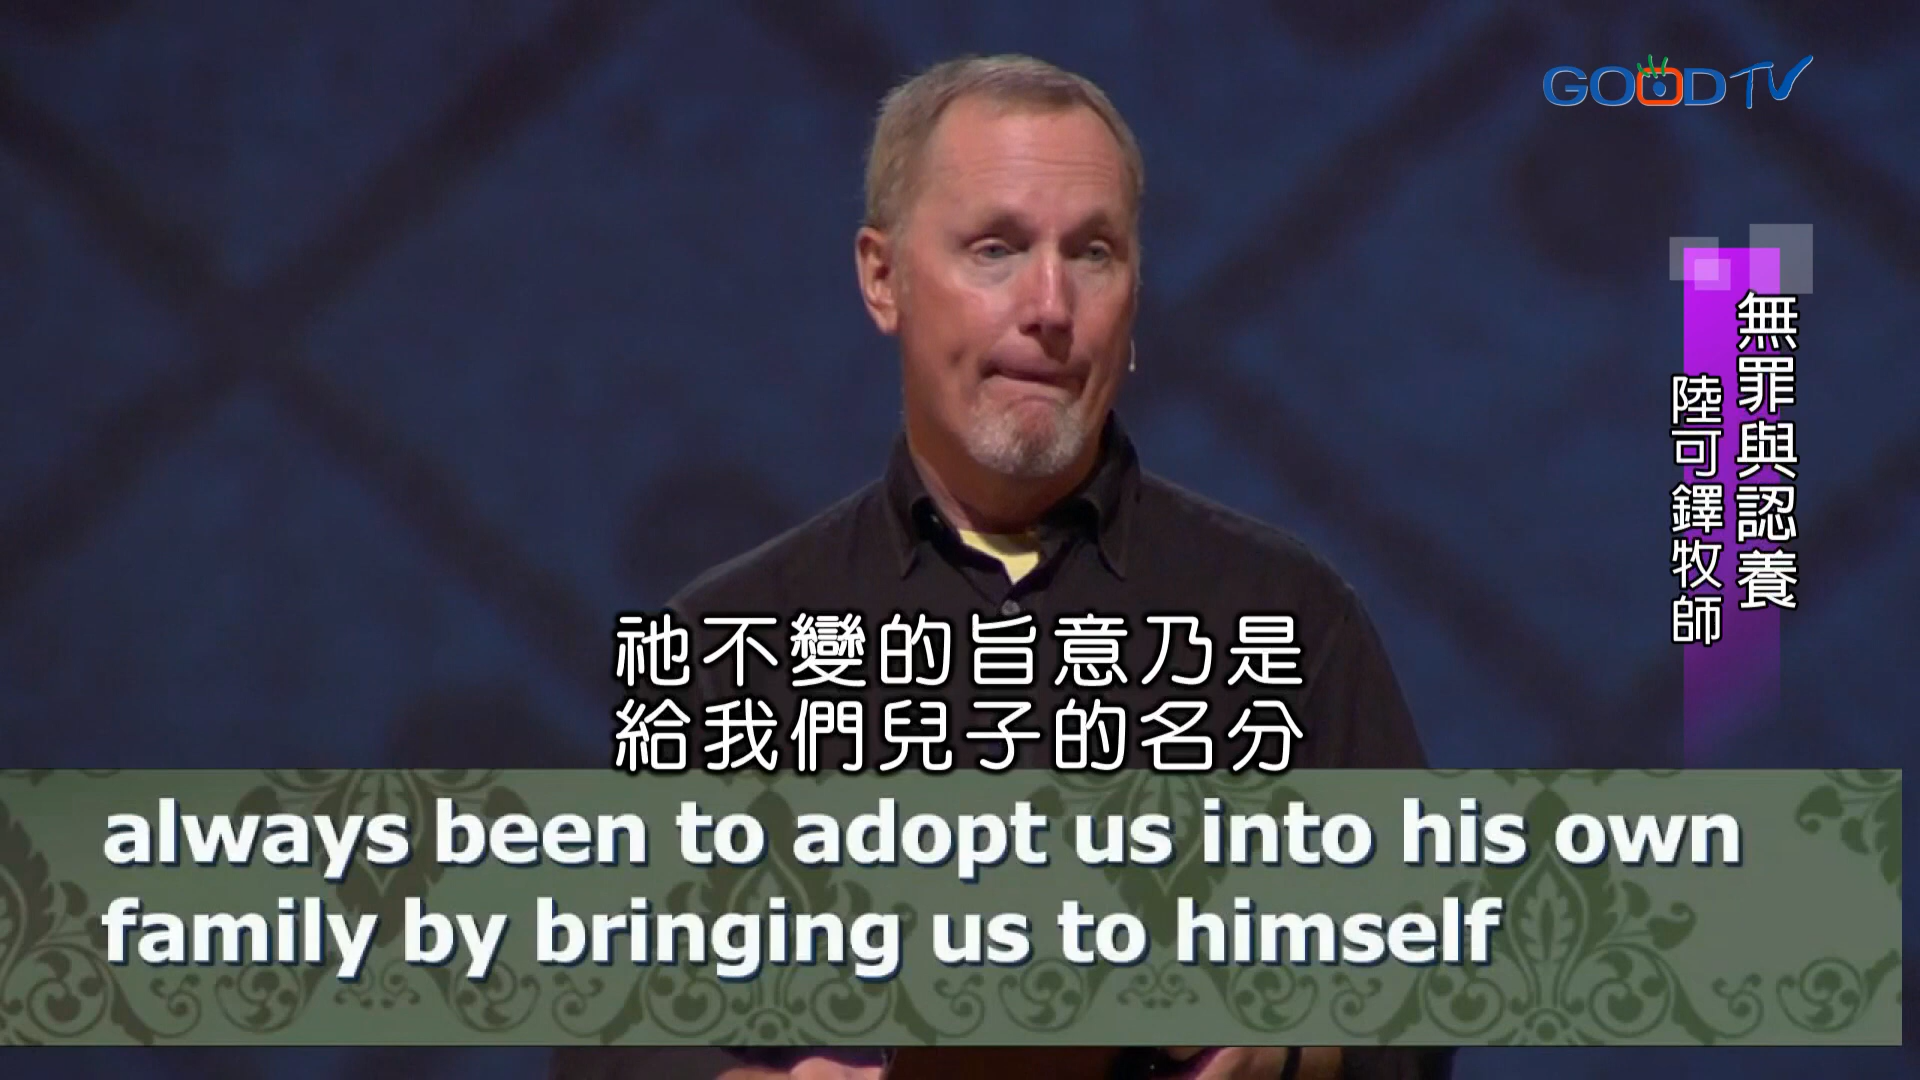 GOOD TV
無罪與認養
陸可鐸牧師
祂不變的旨意乃是
給我們兒子的名分
always been to adopt us into his own
family by bringing us to himself